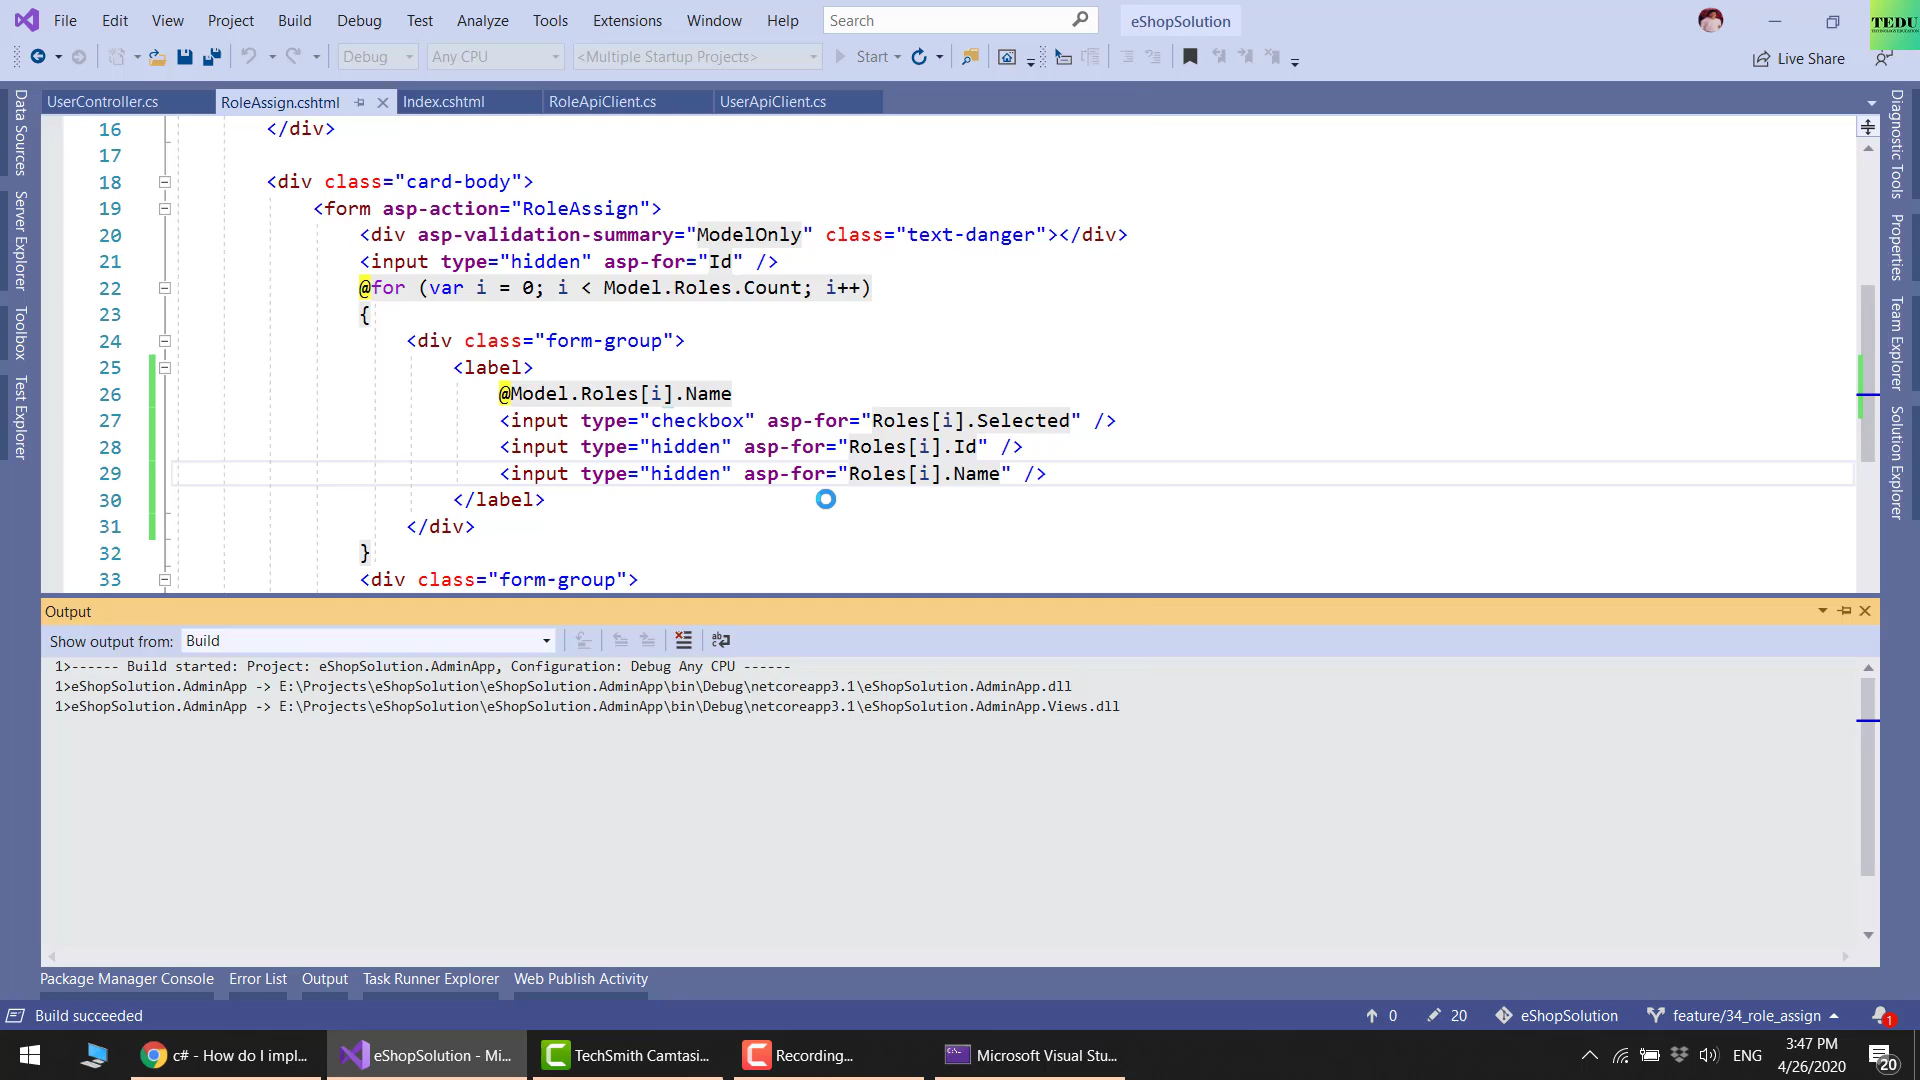 File Edit View Project Build Debug Test Analyze Tools Extensions Window Help Search eShopSolution
TEDU
Debug Any CPU <Multiple Startup Projects> Start Live Share
UserController.cs RoleAssign.cshtml Index.cshtml RoleApiClient.cs UserApiClient.cs
Data Sources
Server Explorer
Toolbox
Test Explorer
Diagnostic Tools
Properties
Team Explorer
Solution Explorer
16 </div>
17
18 <div class="card-body">
19 <form asp-action="RoleAssign">
20 <div asp-validation-summary="ModelOnly" class="text-danger"></div>
21 <input type="hidden" asp-for="Id" />
22 @for (var i = 0; i < Model.Roles.Count; i++)
23 {
24 <div class="form-group">
25 <label>
26 @Model.Roles[i].Name
27 <input type="checkbox" asp-for="Roles[i].Selected" />
28 <input type="hidden" asp-for="Roles[i].Id" />
29 <input type="hidden" asp-for="Roles[i].Name" />
30 </label>
31 </div>
32 }
33 <div class="form-group">
Output
Show output from: Build
1>------ Build started: Project: eShopSolution.AdminApp, Configuration: Debug Any CPU ------
1>eShopSolution.AdminApp -> E:\Projects\eShopSolution\eShopSolution.AdminApp\bin\Debug\netcoreapp3.1\eShopSolution.AdminApp.dll
1>eShopSolution.AdminApp -> E:\Projects\eShopSolution\eShopSolution.AdminApp\bin\Debug\netcoreapp3.1\eShopSolution.AdminApp.Views.dll
Package Manager Console Error List Output Task Runner Explorer Web Publish Activity
Build succeeded 0 20 eShopSolution feature/34_role_assign 1
c# - How do I impl... eShopSolution - Mi... TechSmith Camtasi... Recording... Microsoft Visual Stu... ENG
3:47 PM
4/26/2020
20